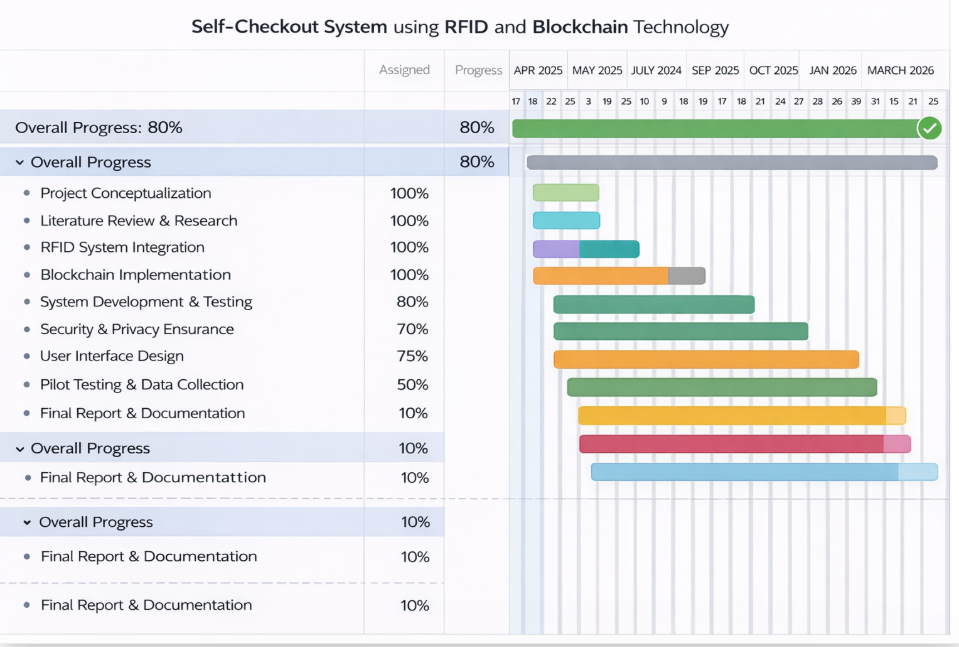 Self-Checkout System using RFID and Blockchain Technology
Assigned Progress APR 2025 MAY 2025 JULY 2024 SEP 2025 OCT 2025 JAN 2026 MARCH 2026
17 18 22 25 3 19 25 10 9 18 19 17 18 21 24 27 28 26 39 31 15 21 25
Overall Progress: 80% 80%
Overall Progress 80%
Project Conceptualization 100%
Literature Review & Research 100%
RFID System Integration 100%
Blockchain Implementation 100%
System Development & Testing 80%
Security & Privacy Ensurance 70%
User Interface Design 75%
Pilot Testing & Data Collection 50%
Final Report & Documentation 10%
Overall Progress 10%
Final Report & Documentattion 10%
Overall Progress 10%
Final Report & Documentation 10%
Final Report & Documentation 10%